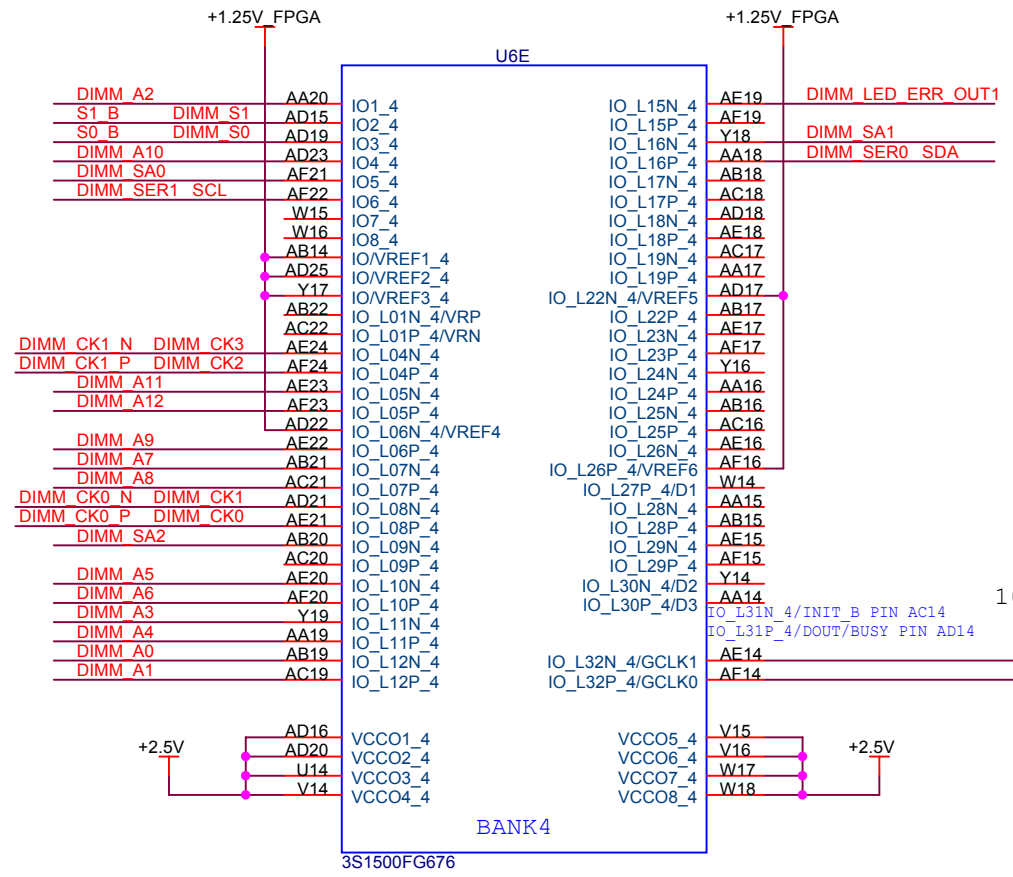 +1.25V_FPGA
+1.25V_FPGA
U6E
DIMM_A2 AA20 IO1_4
S1_B DIMM_S1 AD15 IO2_4
S0_B DIMM_S0 AD19 IO3_4
DIMM_A10 AD23 IO4_4
DIMM_SA0 AF21 IO5_4
DIMM_SER1 SCL AF22 IO6_4
W15 IO7_4
W16 IO8_4
AB14 IO/VREF1_4
AD25 IO/VREF2_4
Y17 IO/VREF3_4
AB22 IO_L01N_4/VRP
AC22 IO_L01P_4/VRN
DIMM_CK1_N DIMM_CK3 AE24 IO_L04N_4
DIMM_CK1_P DIMM_CK2 AF24 IO_L04P_4
DIMM_A11 AE23 IO_L05N_4
DIMM_A12 AF23 IO_L05P_4
AD22 IO_L06N_4/VREF4
DIMM_A9 AE22 IO_L06P_4
DIMM_A7 AB21 IO_L07N_4
DIMM_A8 AC21 IO_L07P_4
DIMM_CK0_N DIMM_CK1 AD21 IO_L08N_4
DIMM_CK0_P DIMM_CK0 AE21 IO_L08P_4
DIMM_SA2 AB20 IO_L09N_4
AC20 IO_L09P_4
DIMM_A5 AE20 IO_L10N_4
DIMM_A6 AF20 IO_L10P_4
DIMM_A3 Y19 IO_L11N_4
DIMM_A4 AA19 IO_L11P_4
DIMM_A0 AB19 IO_L12N_4
DIMM_A1 AC19 IO_L12P_4
+2.5V
AD16 VCCO1_4
AD20 VCCO2_4
U14 VCCO3_4
V14 VCCO4_4
IO_L15N_4 AE19 DIMM_LED_ERR_OUT1
IO_L15P_4 AF19
IO_L16N_4 Y18 DIMM_SA1
IO_L16P_4 AA18 DIMM_SER0 SDA
IO_L17N_4 AB18
IO_L17P_4 AC18
IO_L18N_4 AD18
IO_L18P_4 AE18
IO_L19N_4 AC17
IO_L19P_4 AA17
IO_L22N_4/VREF5 AD17
IO_L22P_4 AB17
IO_L23N_4 AE17
IO_L23P_4 AF17
IO_L24N_4 Y16
IO_L24P_4 AA16
IO_L25N_4 AB16
IO_L25P_4 AC16
IO_L26N_4 AE16
IO_L26P_4/VREF6 AF16
IO_L27P_4/D1 W14
IO_L28N_4 AA15
IO_L28P_4 AB15
IO_L29N_4 AE15
IO_L29P_4 AF15
IO_L30N_4/D2 Y14
IO_L30P_4/D3 AA14
IO_L31N_4/INIT_B PIN AC14
IO_L31P_4/DOUT/BUSY PIN AD14
IO_L32N_4/GCLK1 AE14
IO_L32P_4/GCLK0 AF14
VCCO5_4 V15
VCCO6_4 V16
VCCO7_4 W17
VCCO8_4 W18
+2.5V
BANK4
3S1500FG676